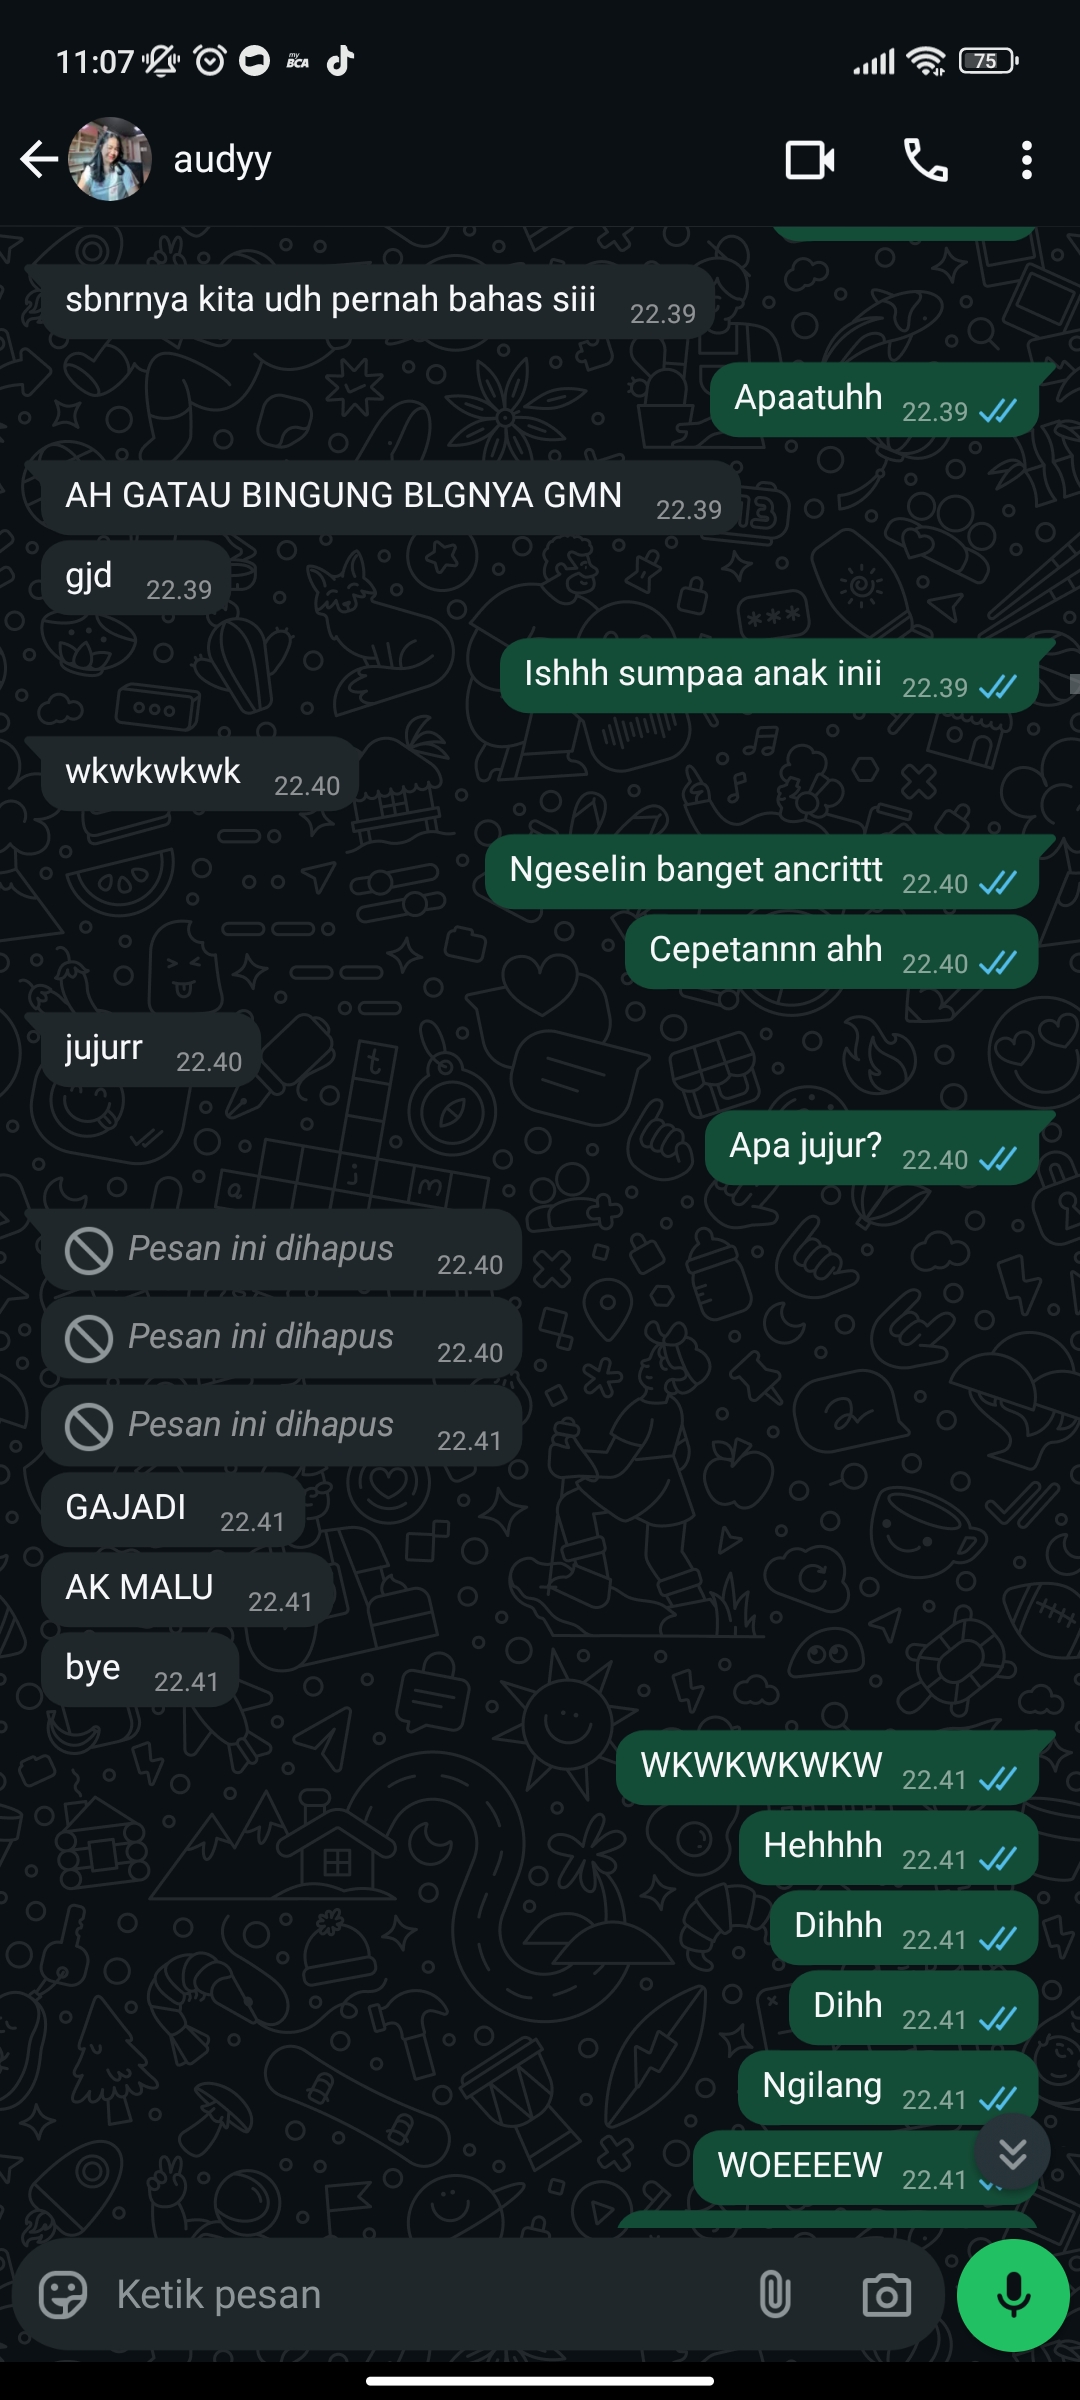 11:07 my BCA 75
audyy
sbnrnya kita udh pernah bahas siii 22.39
Apaatuhh 22.39
AH GATAU BINGUNG BLGNYA GMN 22.39
gjd 22.39
Ishhh sumpaa anak inii 22.39
wkwkwkwk 22.40
Ngeselin banget ancrittt 22.40
Cepetannn ahh 22.40
jujurr 22.40
Apa jujur? 22.40
Pesan ini dihapus 22.40
Pesan ini dihapus 22.40
Pesan ini dihapus 22.41
GAJADI 22.41
AK MALU 22.41
bye 22.41
WKWKWKWKW 22.41
Hehhhh 22.41
Dihhh 22.41
Dihh 22.41
Ngilang 22.41
WOEEEEW 22.41
Ketik pesan